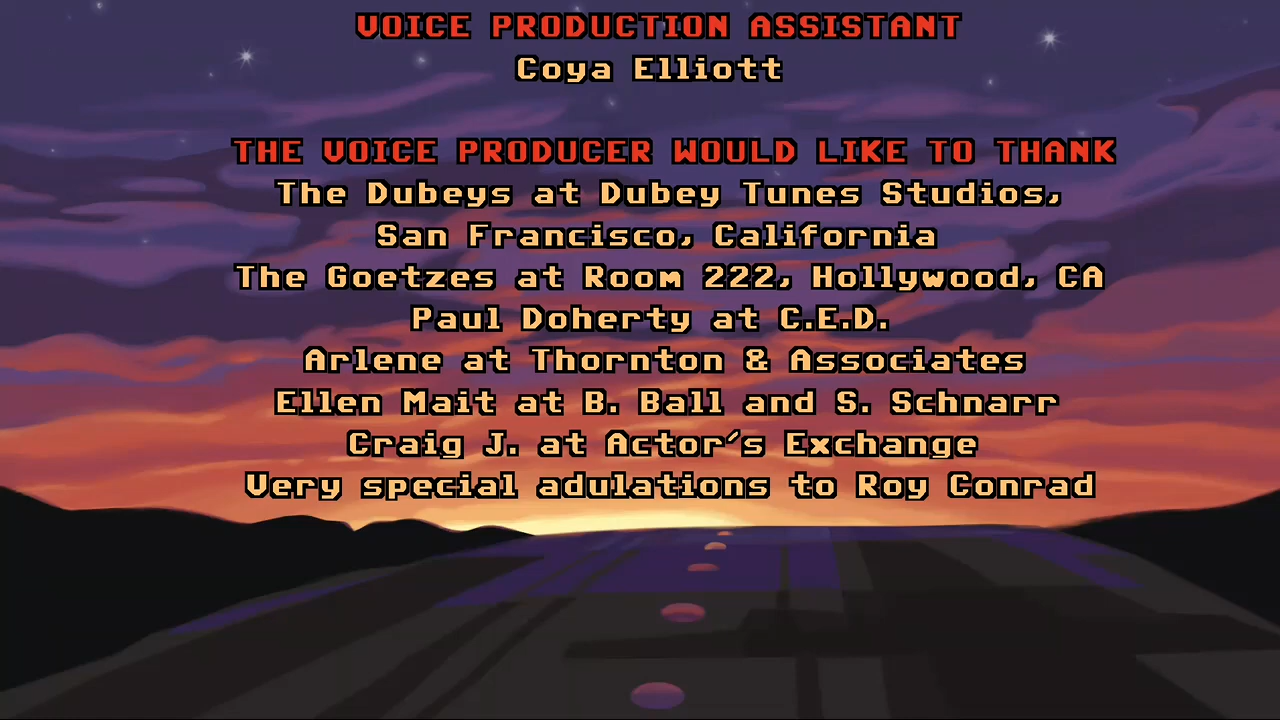 VOICE PRODUCTION ASSISTANT
Coya Elliott
THE VOICE PRODUCER WOULD LIKE TO THANK
The Dubeys at Dubey Tunes Studios,
San Francisco, California
The Goetzes at Room 222, Hollywood, CA
Paul Doherty at C.E.D.
Arlene at Thornton & Associates
Ellen Mait at B. Ball and S. Schnarr
Craig J. at Actor's Exchange
Very special adulations to Roy Conrad